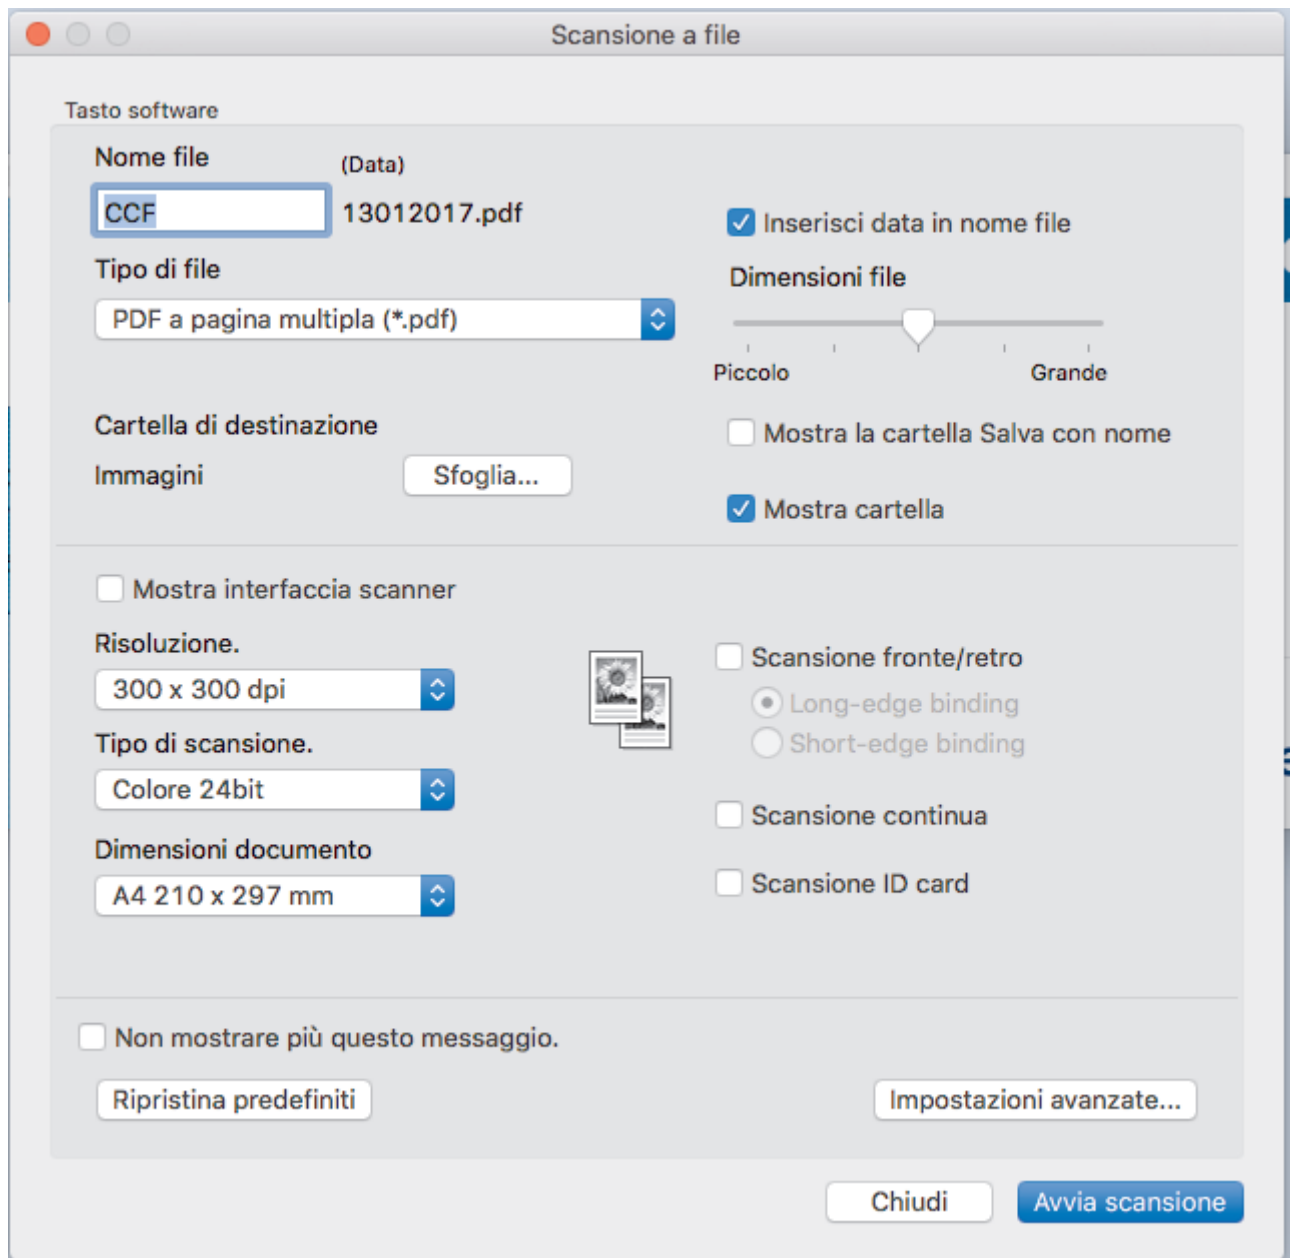 Scansione a file
Tasto software
Nome file
(Data)
CCF
13012017.pdf
Inserisci data in nome file
Tipo di file
Dimensioni file
PDF a pagina multipla (*.pdf)
Piccolo
Grande
Cartella di destinazione
Mostra la cartella Salva con nome
Immagini
Sfoglia...
Mostra cartella
Mostra interfaccia scanner
Risoluzione.
Scansione fronte/retro
300 x 300 dpi
Long-edge binding
Tipo di scansione.
Short-edge binding
Colore 24bit
Scansione continua
Dimensioni documento
Scansione ID card
A4 210 x 297 mm
Non mostrare più questo messaggio.
Ripristina predefiniti
Impostazioni avanzate...
Chiudi
Avvia scansione